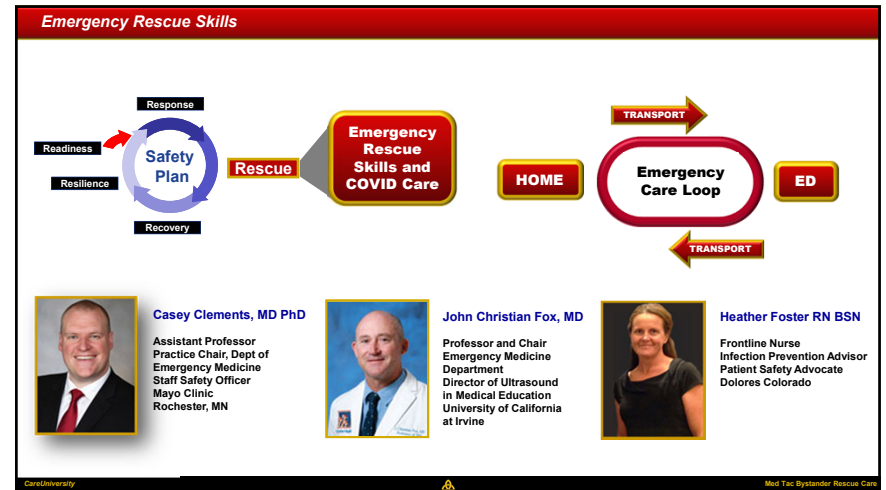 Emergency Rescue Skills
Response
Readiness
Resilience
Safety
Plan
Rescue
Recovery
Emergency
Rescue
Skills and
COVID Care
TRANSPORT
HOME
Emergency
Care Loop
ED
TRANSPORT
Casey Clements, MD PhD
Assistant Professor
Practice Chair, Dept of
Emergency Medicine
Staff Safety Officer
Mayo Clinic
Rochester, MN
John Christian Fox, MD
Professor and Chair
Emergency Medicine
Department
Director of Ultrasound
in Medical Education
University of California
at Irvine
Heather Foster RN BSN
Frontline Nurse
Infection Prevention Advisor
Patient Safety Advocate
Dolores Colorado
CareUniversity
Med Tac Bystander Rescue Care